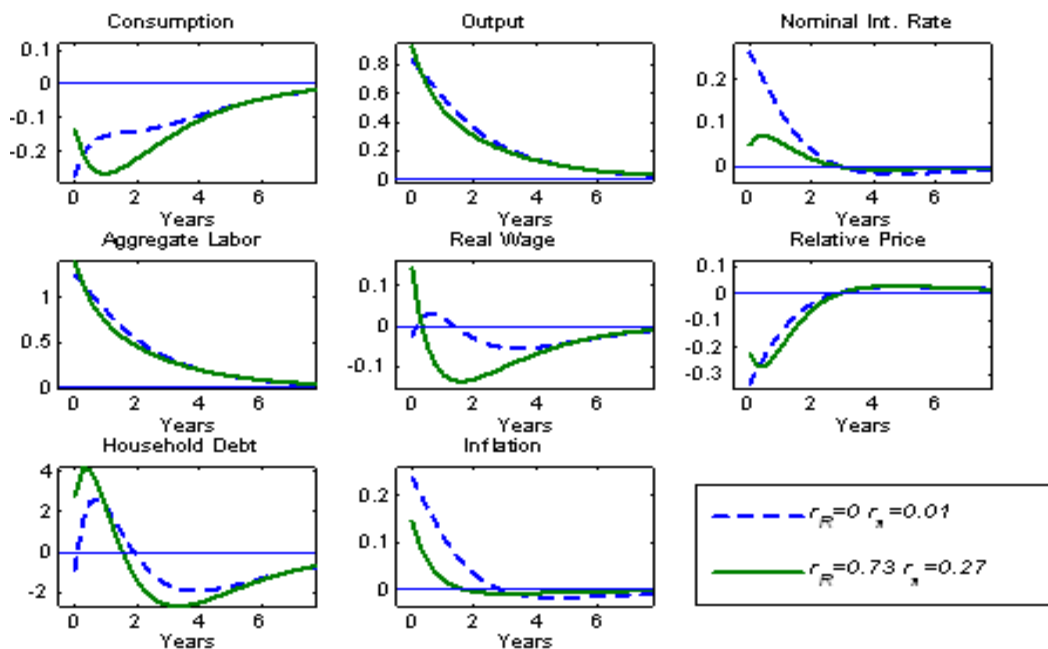 Consumption
0.1
0
-0.1
-0.2
0 2 4 6
Years
Output
0.8
0.6
0.4
0.2
0
0 2 4 6
Years
Nominal Int. Rate
0.2
0.1
0
0 2 4 6
Years
Aggregate Labor
1
0.5
0
0 2 4 6
Years
Real Wage
0.1
0
-0.1
0 2 4 6
Years
Relative Price
0.1
0
-0.1
-0.2
-0.3
0 2 4 6
Years
Household Debt
4
2
0
-2
0 2 4 6
Years
Inflation
0.2
0.1
0
0 2 4 6
Years
r_R=0 r_π=0.01
r_R=0.73 r_π=0.27